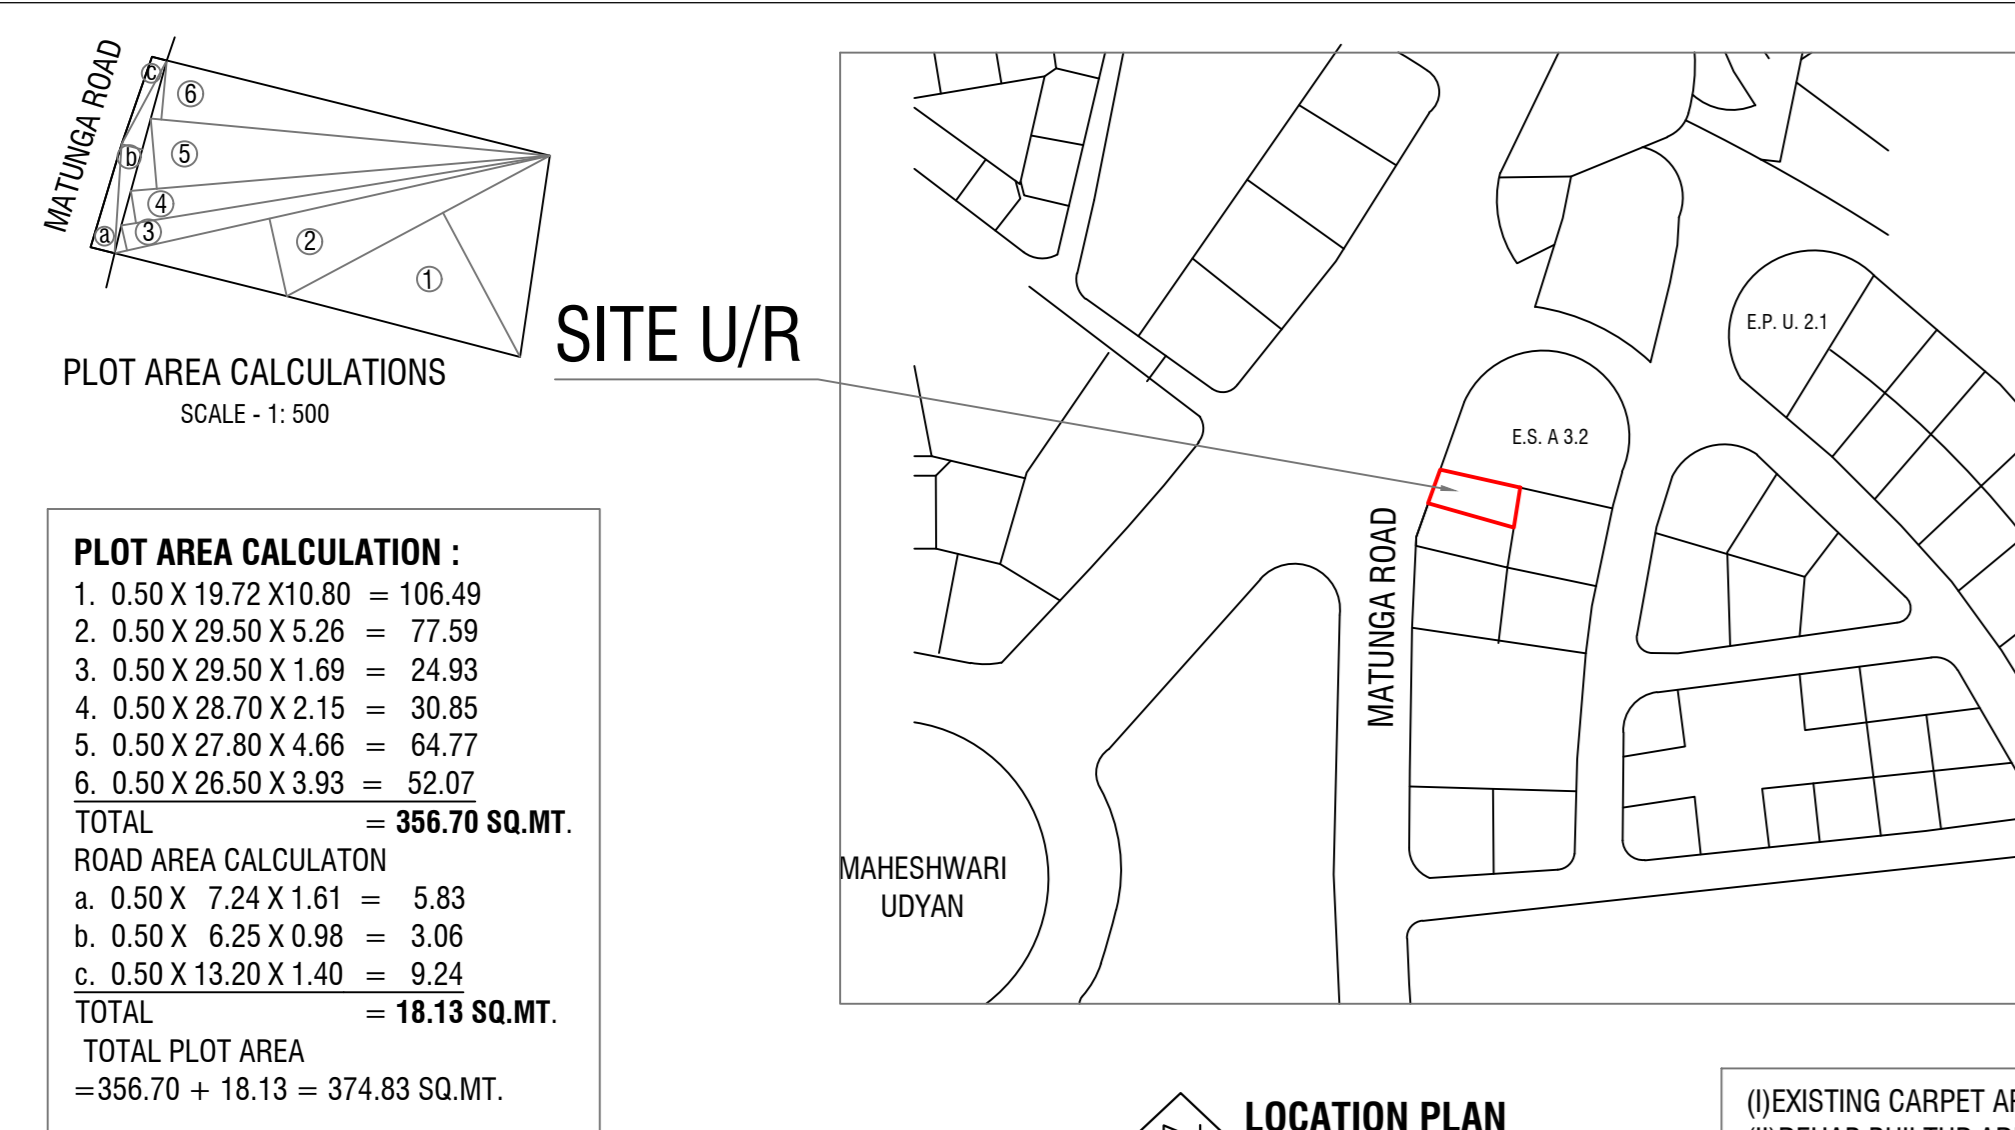 MATUNGA ROAD
c
6
b
5
4
a
3
2
1
PLOT AREA CALCULATIONS
SCALE - 1: 500
SITE U/R
PLOT AREA CALCULATION :
1. 0.50 X 19.72 X10.80 = 106.49
2. 0.50 X 29.50 X 5.26 = 77.59
3. 0.50 X 29.50 X 1.69 = 24.93
4. 0.50 X 28.70 X 2.15 = 30.85
5. 0.50 X 27.80 X 4.66 = 64.77
6. 0.50 X 26.50 X 3.93 = 52.07
TOTAL = 356.70 SQ.MT.
ROAD AREA CALCULATON
a. 0.50 X 7.24 X 1.61 = 5.83
b. 0.50 X 6.25 X 0.98 = 3.06
c. 0.50 X 13.20 X 1.40 = 9.24
TOTAL = 18.13 SQ.MT.
TOTAL PLOT AREA
=356.70 + 18.13 = 374.83 SQ.MT.
E.P. U. 2.1
E.S. A 3.2
MATUNGA ROAD
MAHESHWARI
UDYAN
LOCATION PLAN
(I)EXISTING CARPET